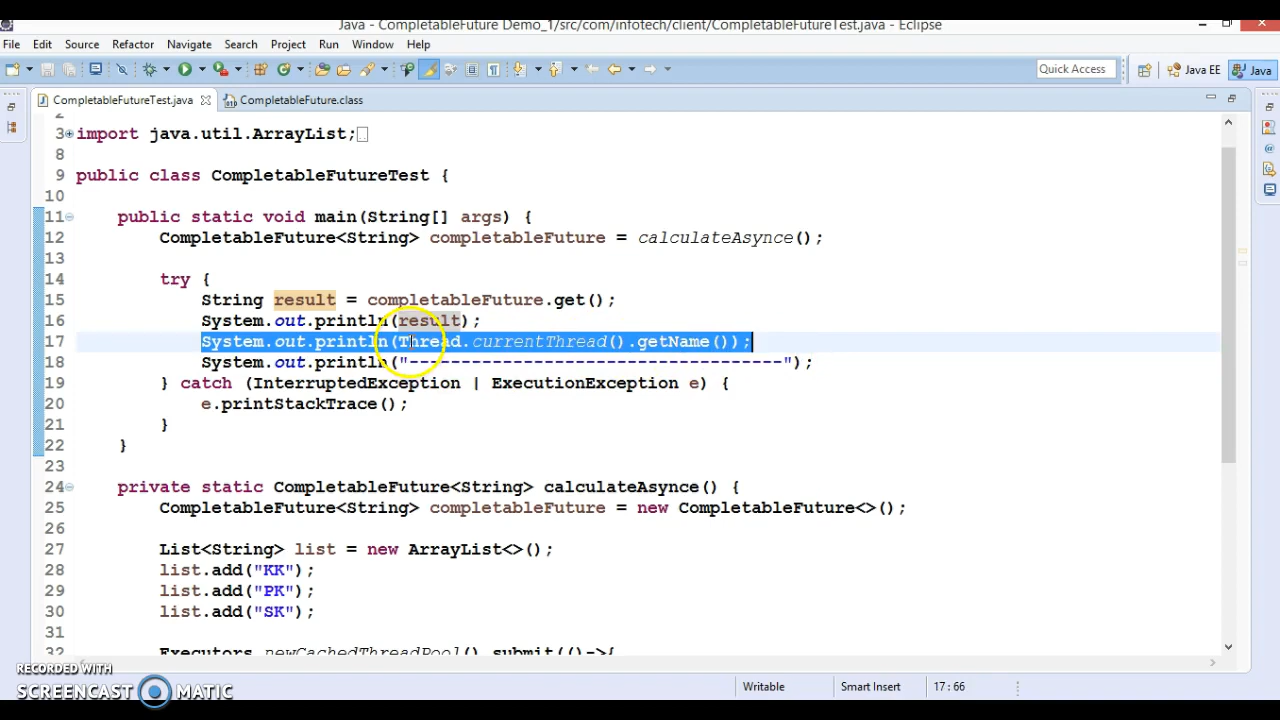 Java - CompletableFuture Demo_1/src/com/infotech/client/CompletableFutureTest.java - Eclipse
File Edit Source Refactor Navigate Search Project Run Window Help
Quick Access Java EE Java
CompletableFutureTest.java CompletableFuture.class
2
3 import java.util.ArrayList;
8
9 public class CompletableFutureTest {
10
11 public static void main(String[] args) {
12 CompletableFuture<String> completableFuture = calculateAsynce();
13
14 try {
15 String result = completableFuture.get();
16 System.out.println(result);
17 System.out.println(Thread.currentThread().getName());
18 System.out.println("------------------------------------");
19 } catch (InterruptedException | ExecutionException e) {
20 e.printStackTrace();
21 }
22 }
23
24 private static CompletableFuture<String> calculateAsynce() {
25 CompletableFuture<String> completableFuture = new CompletableFuture<>();
26
27 List<String> list = new ArrayList<>();
28 list.add("KK");
29 list.add("PK");
30 list.add("SK");
31
32 Executors.newCachedThreadPool().submit(()->{
RECORDED WITH
SCREENCAST MATIC
Writable Smart Insert 17 : 66